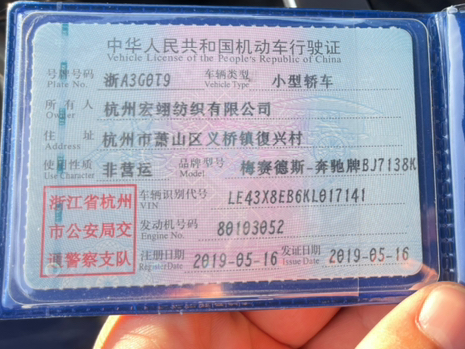 中华人民共和国机动车行驶证
Vehicle License of the People's Republic of China
号牌号码 浙A3G0T9 车辆类型 小型轿车
Plate No. Vehicle Type
所有人 杭州宏翊纺织有限公司
Owner
住址 杭州市萧山区义桥镇復兴村
Address
使用性质 非营运 品牌型号 梅赛德斯-奔驰牌BJ7138K
Use Character Model
浙江省杭州
市公安局交
通警察支队
车辆识别代号 LE43X8EB6KL017141
VIN
发动机号码 80103052
Engine No.
注册日期 2019-05-16 发证日期 2019-05-16
Register Date Issue Date